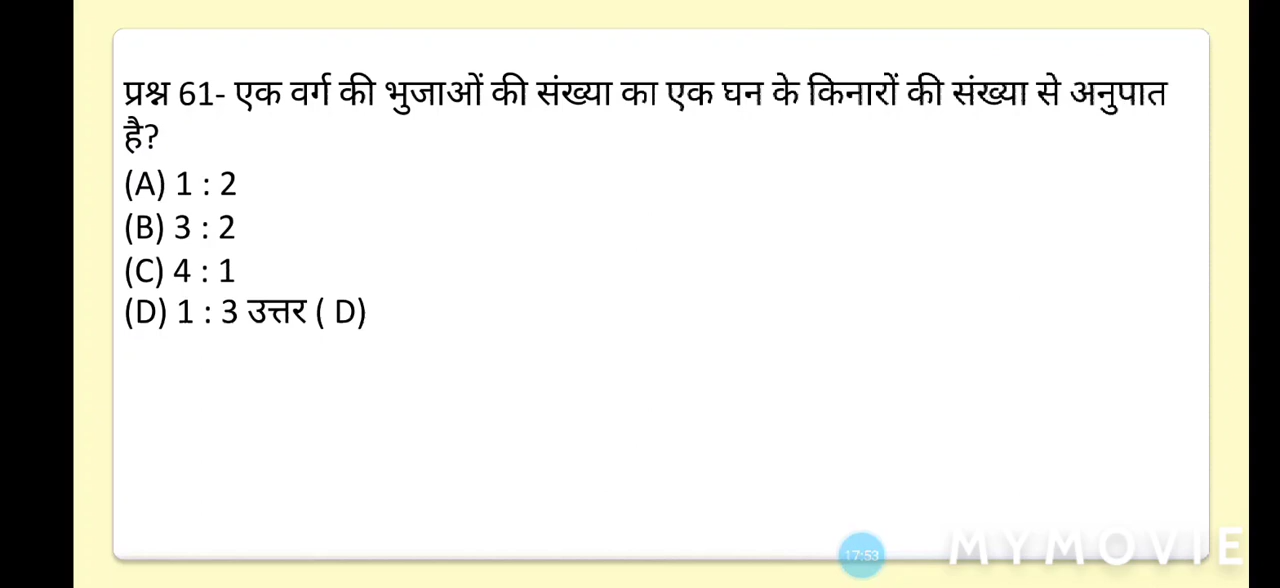 प्रश्न 61- एक वर्ग की भुजाओं की संख्या का एक घन के किनारों की संख्या से अनुपात
है?
(A) 1 : 2
(B) 3 : 2
(C) 4 : 1
(D) 1 : 3 उत्तर ( D)
17:53
MYMOVIE